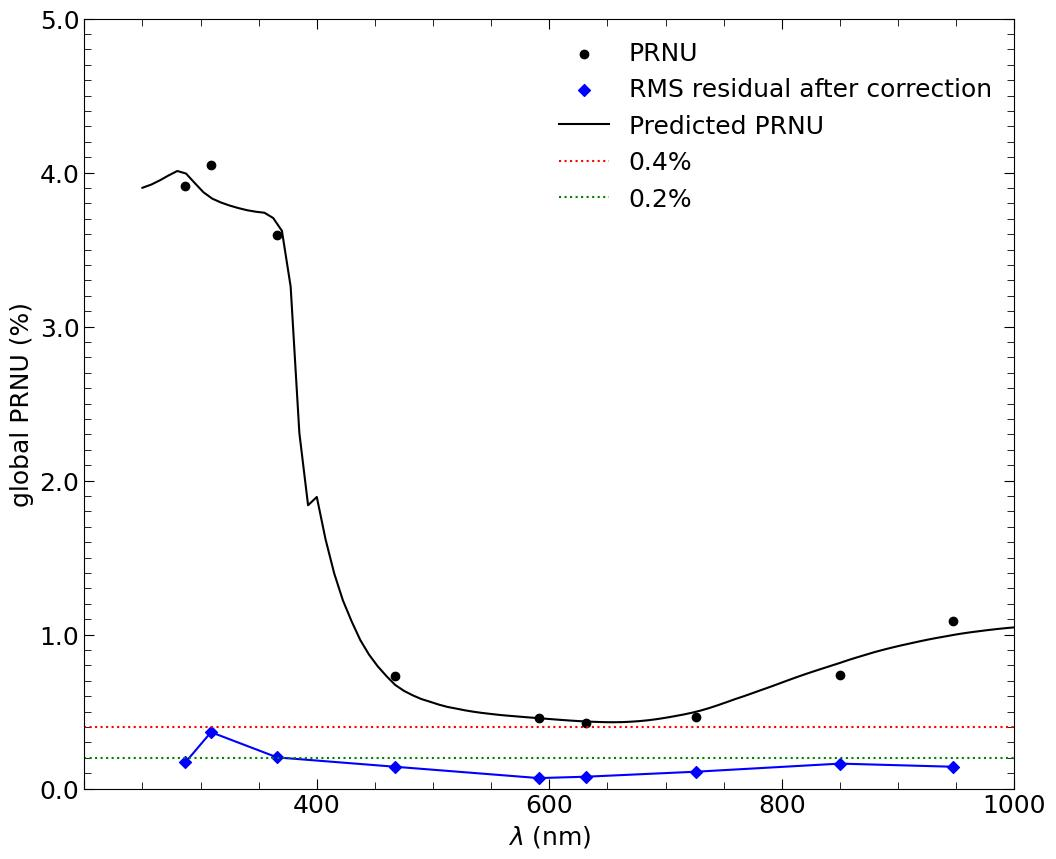 5.0
4.0
3.0
2.0
1.0
0.0
global PRNU (%)
PRNU
RMS residual after correction
Predicted PRNU
0.4%
0.2%
400 600 800 1000
λ (nm)